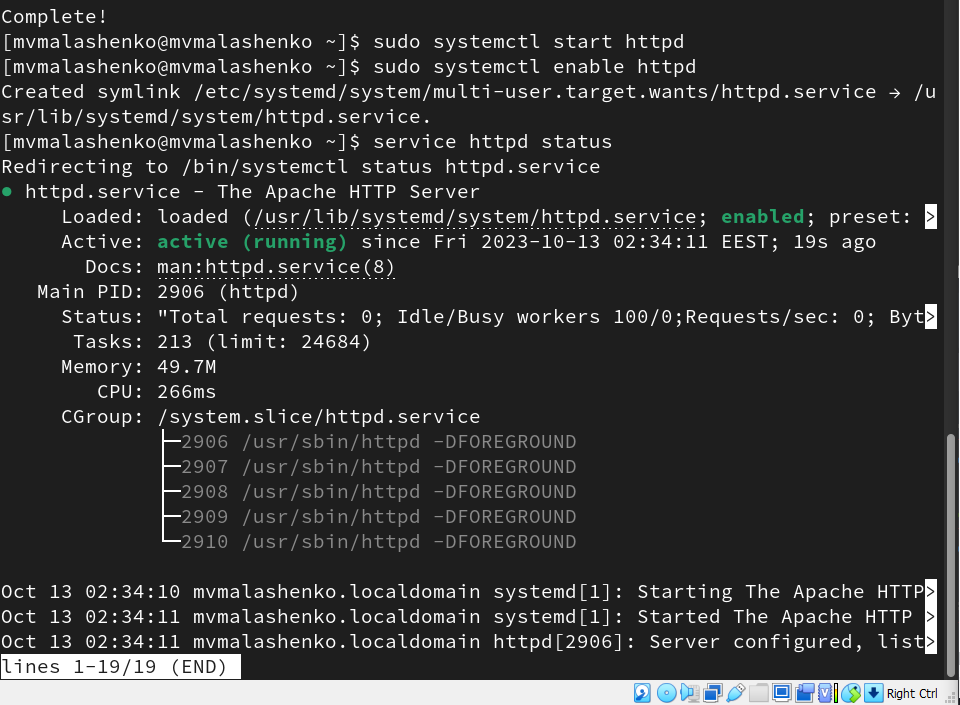 Complete!
[mvmalashenko@mvmalashenko ~]$ sudo systemctl start httpd
[mvmalashenko@mvmalashenko ~]$ sudo systemctl enable httpd
Created symlink /etc/systemd/system/multi-user.target.wants/httpd.service → /u
sr/lib/systemd/system/httpd.service.
[mvmalashenko@mvmalashenko ~]$ service httpd status
Redirecting to /bin/systemctl status httpd.service
● httpd.service - The Apache HTTP Server
     Loaded: loaded (/usr/lib/systemd/system/httpd.service; enabled; preset: >
     Active: active (running) since Fri 2023-10-13 02:34:11 EEST; 19s ago
       Docs: man:httpd.service(8)
   Main PID: 2906 (httpd)
     Status: "Total requests: 0; Idle/Busy workers 100/0;Requests/sec: 0; Byt>
      Tasks: 213 (limit: 24684)
     Memory: 49.7M
        CPU: 266ms
     CGroup: /system.slice/httpd.service
             ├─2906 /usr/sbin/httpd -DFOREGROUND
             ├─2907 /usr/sbin/httpd -DFOREGROUND
             ├─2908 /usr/sbin/httpd -DFOREGROUND
             ├─2909 /usr/sbin/httpd -DFOREGROUND
             └─2910 /usr/sbin/httpd -DFOREGROUND
Oct 13 02:34:10 mvmalashenko.localdomain systemd[1]: Starting The Apache HTTP>
Oct 13 02:34:11 mvmalashenko.localdomain systemd[1]: Started The Apache HTTP >
Oct 13 02:34:11 mvmalashenko.localdomain httpd[2906]: Server configured, list>
lines 1-19/19 (END)
Right Ctrl